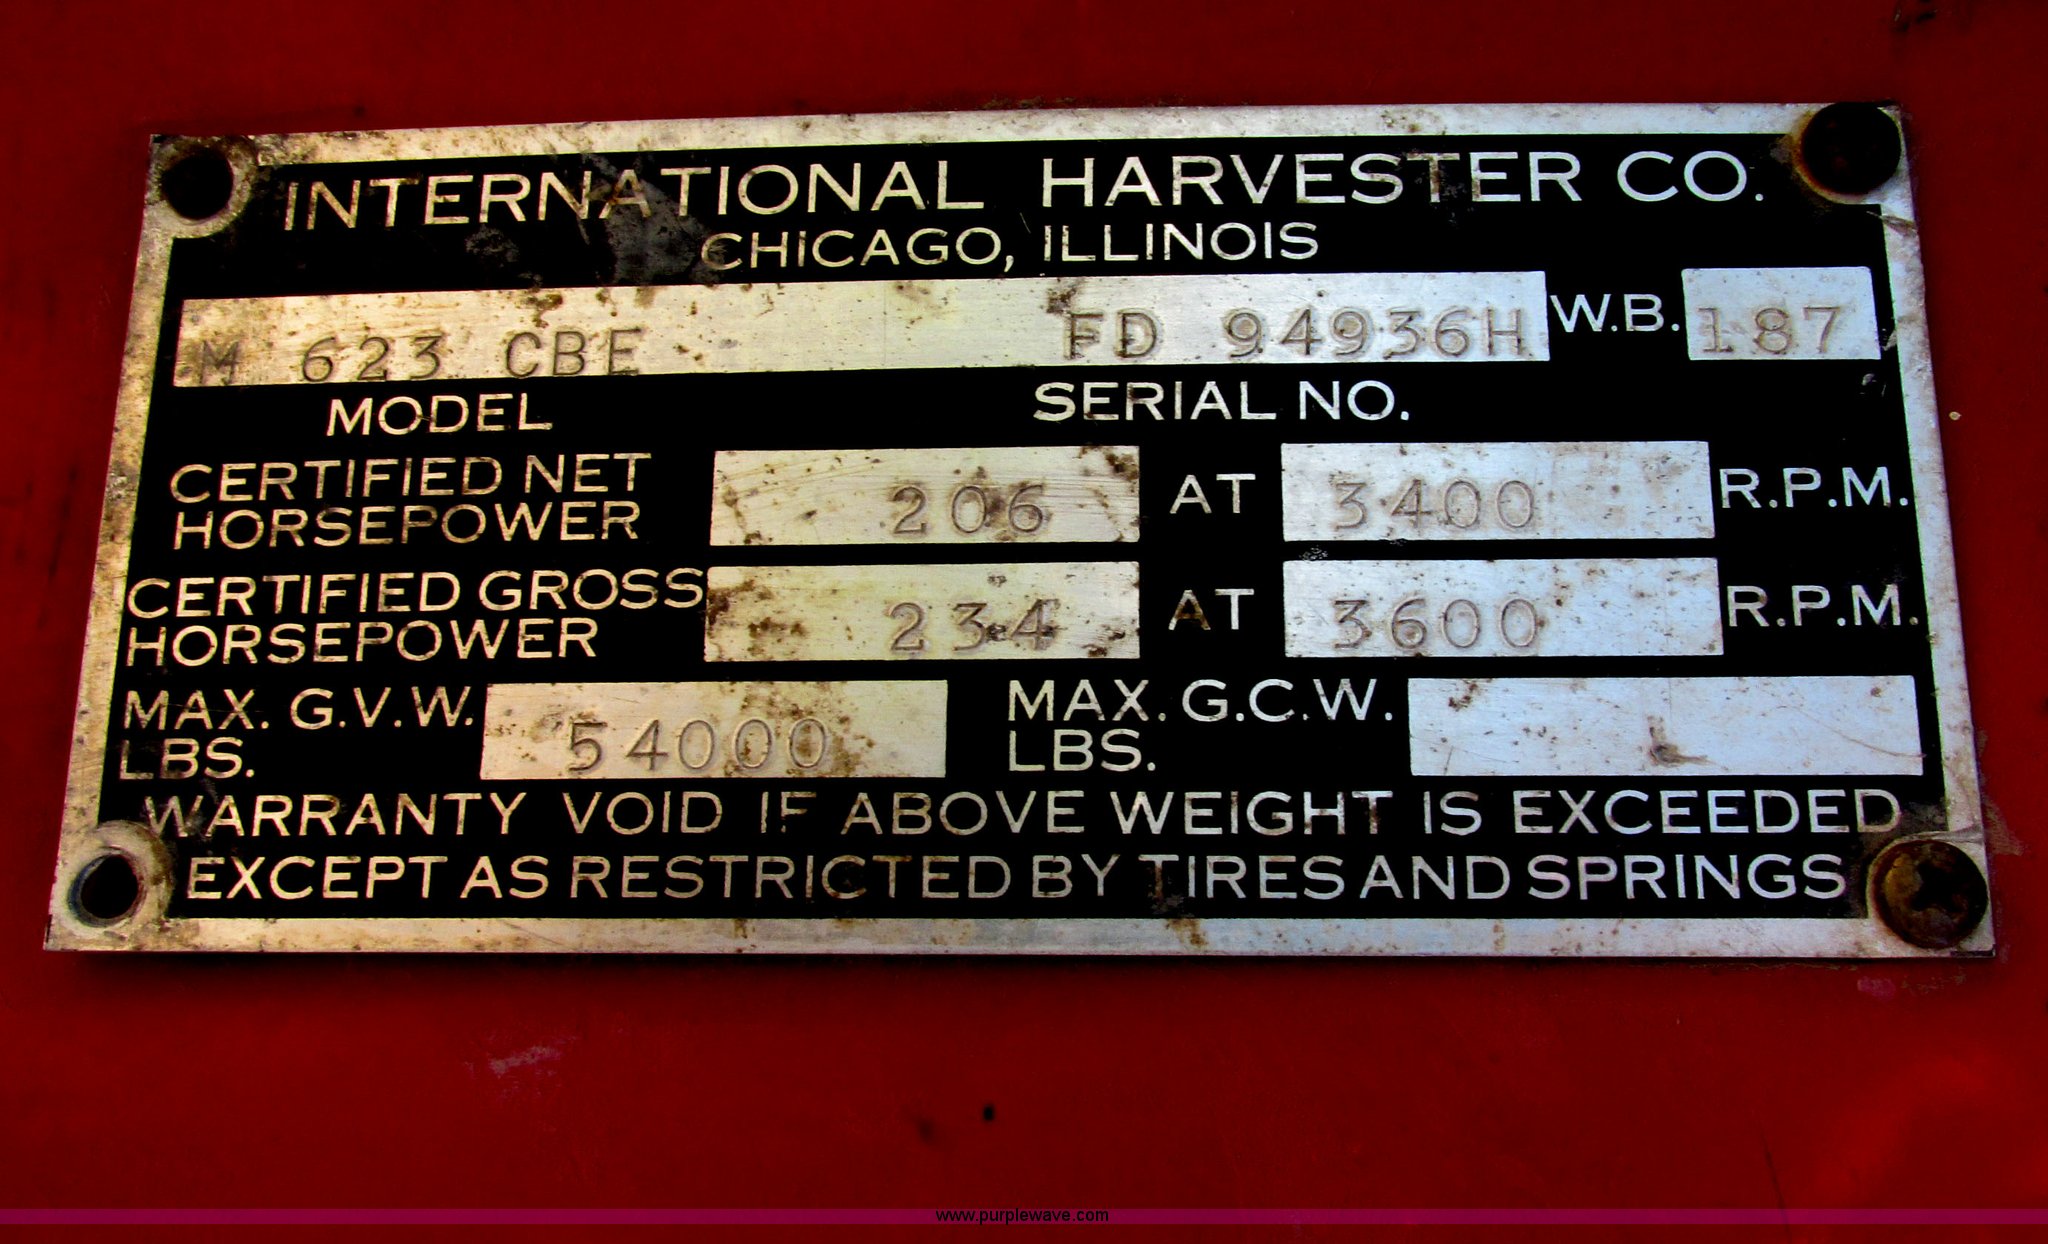 INTERNATIONAL HARVESTER CO.
CHICAGO, ILLINOIS
M 623 CBE FD 94936H W.B. 187
MODEL SERIAL NO.
CERTIFIED NET
HORSEPOWER 206 AT 3400 R.P.M.
CERTIFIED GROSS
HORSEPOWER 234 AT 3600 R.P.M.
MAX. G.V.W.
LBS. 54000
MAX. G.C.W.
LBS. L
WARRANTY VOID IF ABOVE WEIGHT IS EXCEEDED
EXCEPT AS RESTRICTED BY TIRES AND SPRINGS
www.purplewave.com